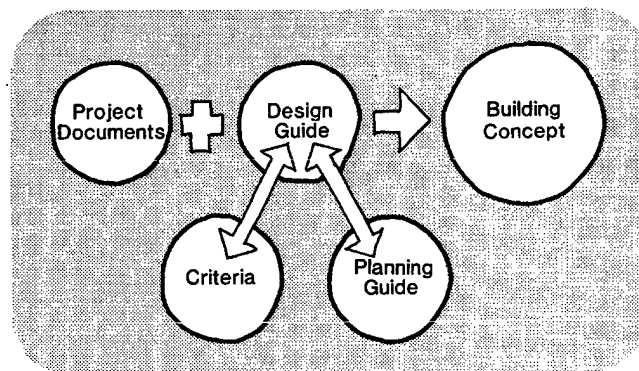 Project
Documents
Design
Guide
Building
Concept
Criteria
Planning
Guide